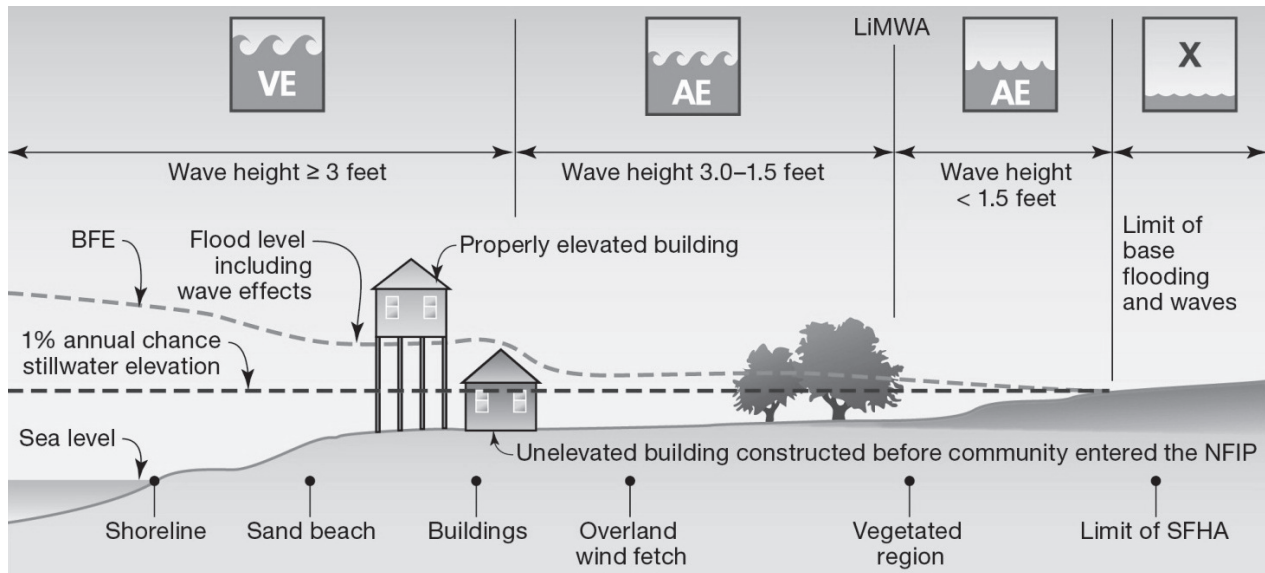 LiMWA
VE
AE
AE
X
Wave height ≥ 3 feet
Wave height 3.0–1.5 feet
Wave height
< 1.5 feet
Limit of
base
flooding
and waves
BFE
Flood level
including
wave effects
Properly elevated building
1% annual chance
stillwater elevation
Sea level
Unelevated building constructed before community entered the NFIP
Shoreline
Sand beach
Buildings
Overland
wind fetch
Vegetated
region
Limit of SFHA